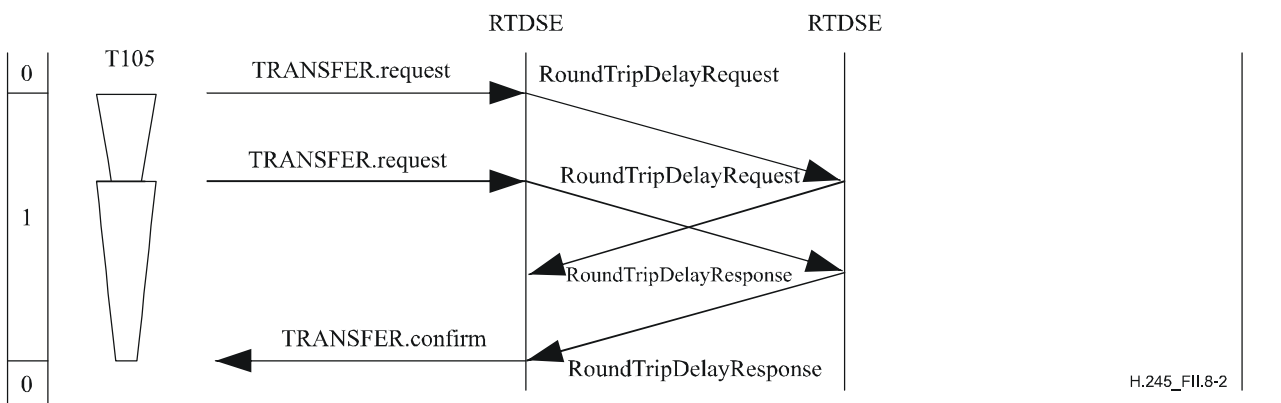 RTDSE
RTDSE
T105
0
TRANSFER.request
RoundTripDelayRequest
TRANSFER.request
RoundTripDelayRequest
1
RoundTripDelayResponse
TRANSFER.confirm
RoundTripDelayResponse
0
H.245_FII.8-2